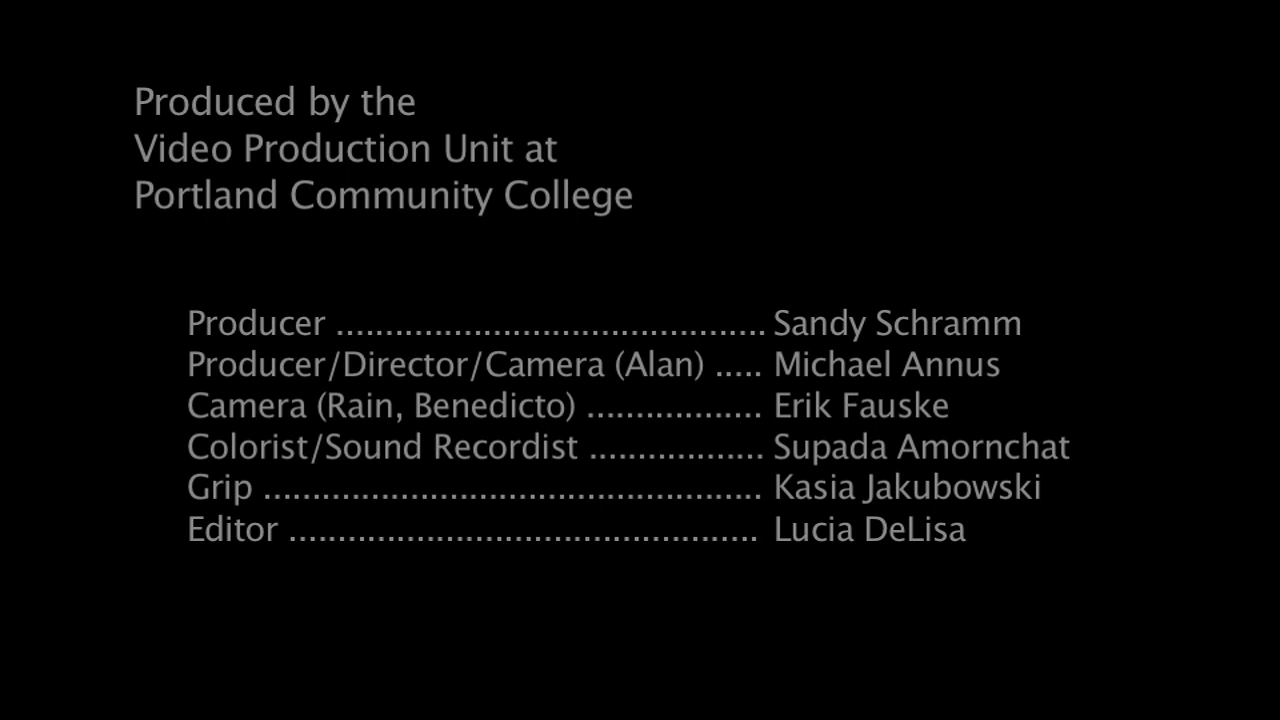 Produced by the
Video Production Unit at
Portland Community College
Producer ............................................ Sandy Schramm
Producer/Director/Camera (Alan) ..... Michael Annus
Camera (Rain, Benedicto) .................. Erik Fauske
Colorist/Sound Recordist .................. Supada Amornchat
Grip ................................................... Kasia Jakubowski
Editor ................................................ Lucia DeLisa